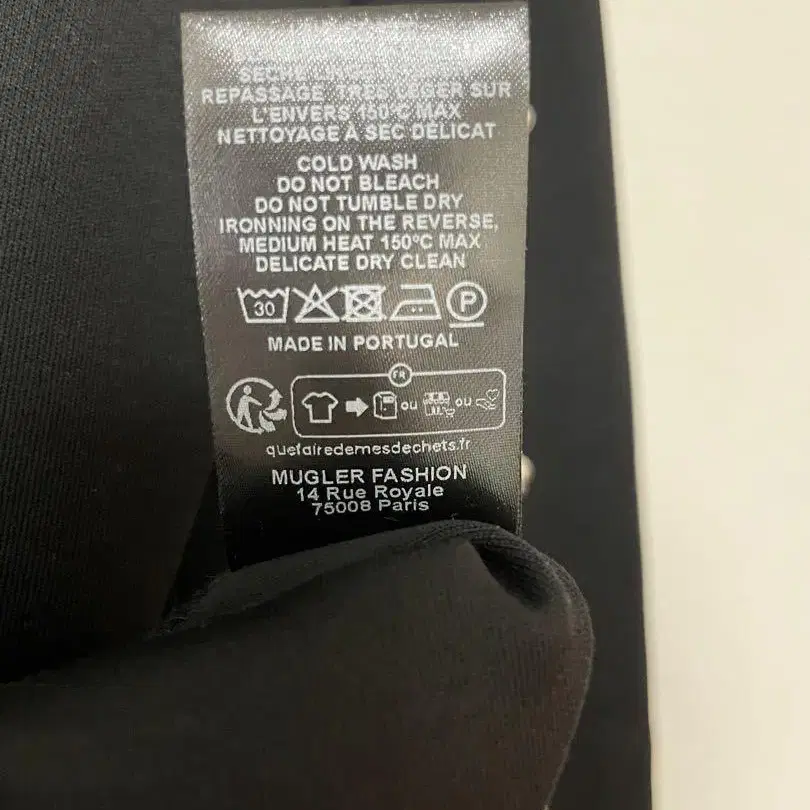 REPASSAGE TRES LEGER SUR
L'ENVERS 150°C MAX
NETTOYAGE À SEC DELICAT
COLD WASH
DO NOT BLEACH
DO NOT TUMBLE DRY
IRONNING ON THE REVERSE,
MEDIUM HEAT 150°C MAX
DELICATE DRY CLEAN
30 P
MADE IN PORTUGAL
FR
ou ou
quefairedemesdechets.fr
MUGLER FASHION
14 Rue Royale
75008 Paris